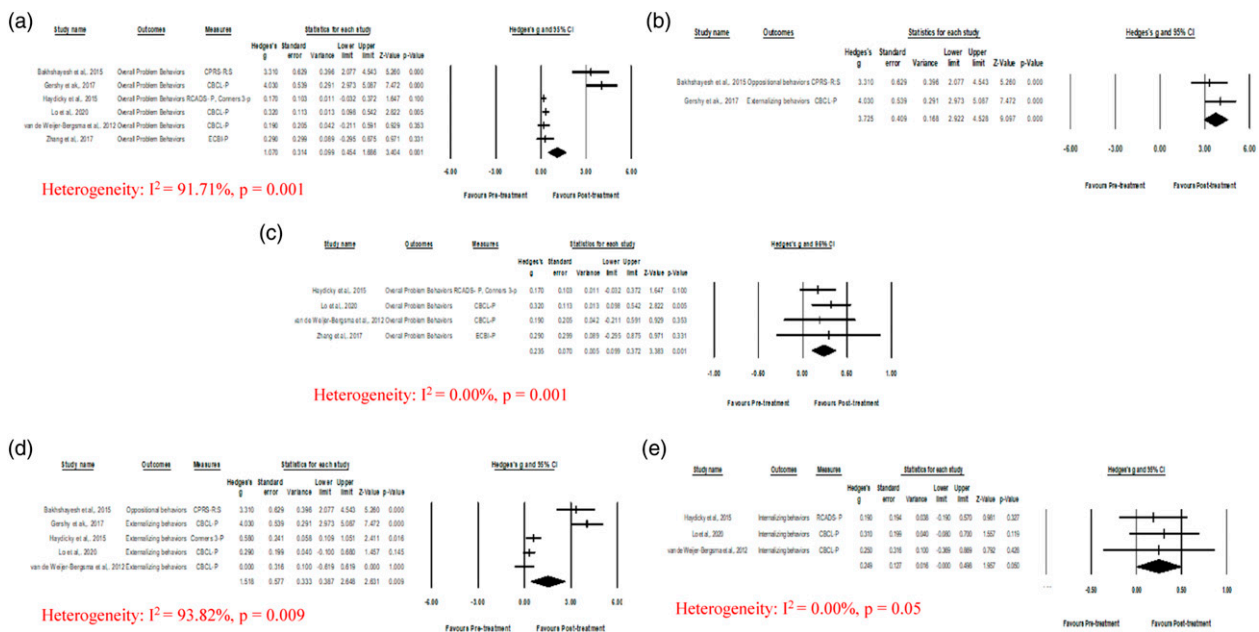 (a)
Study name Outcomes Measures Statistics for each study Hedges's g and 95% CI
Hedge's Standard Lower Upper
g error Variance limit limit Z-Value p-Value
Bakhshayesh et al., 2015 Overall Problem Behaviors CPRS-R:S 3.310 0.629 0.396 2.077 4.543 5.260 0.000
Gershy et ak., 2017 Overall Problem Behaviors CBCL-P 4.030 0.539 0.291 2.973 5.087 7.472 0.000
Haydicky et al., 2015 Overall Problem Behaviors RCADS- P, Conners 3-p 0.170 0.103 0.011 -0.032 0.372 1.647 0.100
Lo et al., 2020 Overall Problem Behaviors CBCL-P 0.320 0.113 0.013 0.098 0.542 2.822 0.005
van de Weijer-Bergsma et al., 2012 Overall Problem Behaviors CBCL-P 0.190 0.205 0.042 -0.211 0.591 0.929 0.353
Zhang et al., 2017 Overall Problem Behaviors ECBI-P 0.290 0.299 0.089 -0.295 0.875 0.971 0.331
1.070 0.314 0.099 0.454 1.686 3.404 0.001
-6.00 -3.00 0.00 3.00 6.00
Favours Pre-treatment Favours Post-treatment
Heterogeneity: I² = 91.71%, p = 0.001
(b)
Study name Outcomes Statistics for each study Hedges's g and 95% CI
Hedge's Standard Lower Upper
g error Variance limit limit Z-Value p-Value
Bakhshayesh et al., 2015 Oppositional behaviors CPRS-R:S 3.310 0.629 0.396 2.077 4.543 5.260 0.000
Gershy et ak., 2017 Externalizing behaviors CBCL-P 4.030 0.539 0.291 2.973 5.087 7.472 0.000
3.725 0.409 0.168 2.922 4.528 9.097 0.000
-6.00 -3.00 0.00 3.00 6.00
Favours Pre-treatment Favours Post-treatment
(c)
Study name Outcomes Measures Statistics for each study Hedges's g and 95% CI
Hedge's Standard Lower Upper
g error Variance limit limit Z-Value p-Value
Haydicky et al., 2015 Overall Problem Behaviors RCADS- P, Conners 3-p 0.170 0.103 0.011 -0.032 0.372 1.647 0.100
Lo et al., 2020 Overall Problem Behaviors CBCL-P 0.320 0.113 0.013 0.098 0.542 2.822 0.005
van de Weijer-Bergsma et al., 2012 Overall Problem Behaviors CBCL-P 0.190 0.205 0.042 -0.211 0.591 0.929 0.353
Zhang et al., 2017 Overall Problem Behaviors ECBI-P 0.290 0.299 0.089 -0.295 0.875 0.971 0.331
0.235 0.070 0.005 0.099 0.372 3.383 0.001
-1.00 0.00 1.00
Favours Pre-treatment Favours Post-treatment
Heterogeneity: I² = 0.00%, p = 0.001
(d)
Study name Outcomes Measures Statistics for each study Hedges's g and 95% CI
Hedge's Standard Lower Upper
g error Variance limit limit Z-Value p-Value
Bakhshayesh et al., 2015 Oppositional behaviors CPRS-R:S 3.310 0.629 0.396 2.077 4.543 5.260 0.000
Gershy et ak., 2017 Externalizing behaviors CBCL-P 4.030 0.539 0.291 2.973 5.087 7.472 0.000
Haydicky et al., 2015 Externalizing behaviors Conners 3-P 0.580 0.241 0.058 0.109 1.051 2.411 0.016
Lo et al., 2020 Externalizing behaviors CBCL-P 0.290 0.199 0.040 -0.100 0.680 1.457 0.145
van de Weijer-Bergsma et al., 2012 Externalizing behaviors CBCL-P 0.000 0.316 0.100 -0.619 0.619 0.000 1.000
1.518 0.577 0.333 0.387 2.648 2.631 0.009
-6.00 -3.00 0.00 3.00 6.00
Favours Pre-treatment Favours Post-treatment
Heterogeneity: I² = 93.82%, p = 0.009
(e)
Study name Outcomes Measures Statistics for each study Hedges's g and 95% CI
Hedge's Standard Lower Upper
g error Variance limit limit Z-Value p-Value
Haydicky et al., 2015 Internalizing behaviors RCADS-P 0.190 0.194 0.038 -0.190 0.570 0.981 0.327
Lo et al., 2020 Internalizing behaviors CBCL-P 0.310 0.199 0.040 -0.080 0.700 1.557 0.119
van de Weijer-Bergsma et al., 2012 Internalizing behaviors CBCL-P 0.250 0.316 0.100 -0.369 0.869 0.792 0.428
0.249 0.127 0.016 -0.000 0.498 1.957 0.050
0.00 1.00
Favours Pre-treatment Favours Post-treatment
Heterogeneity: I² = 0.00%, p = 0.05